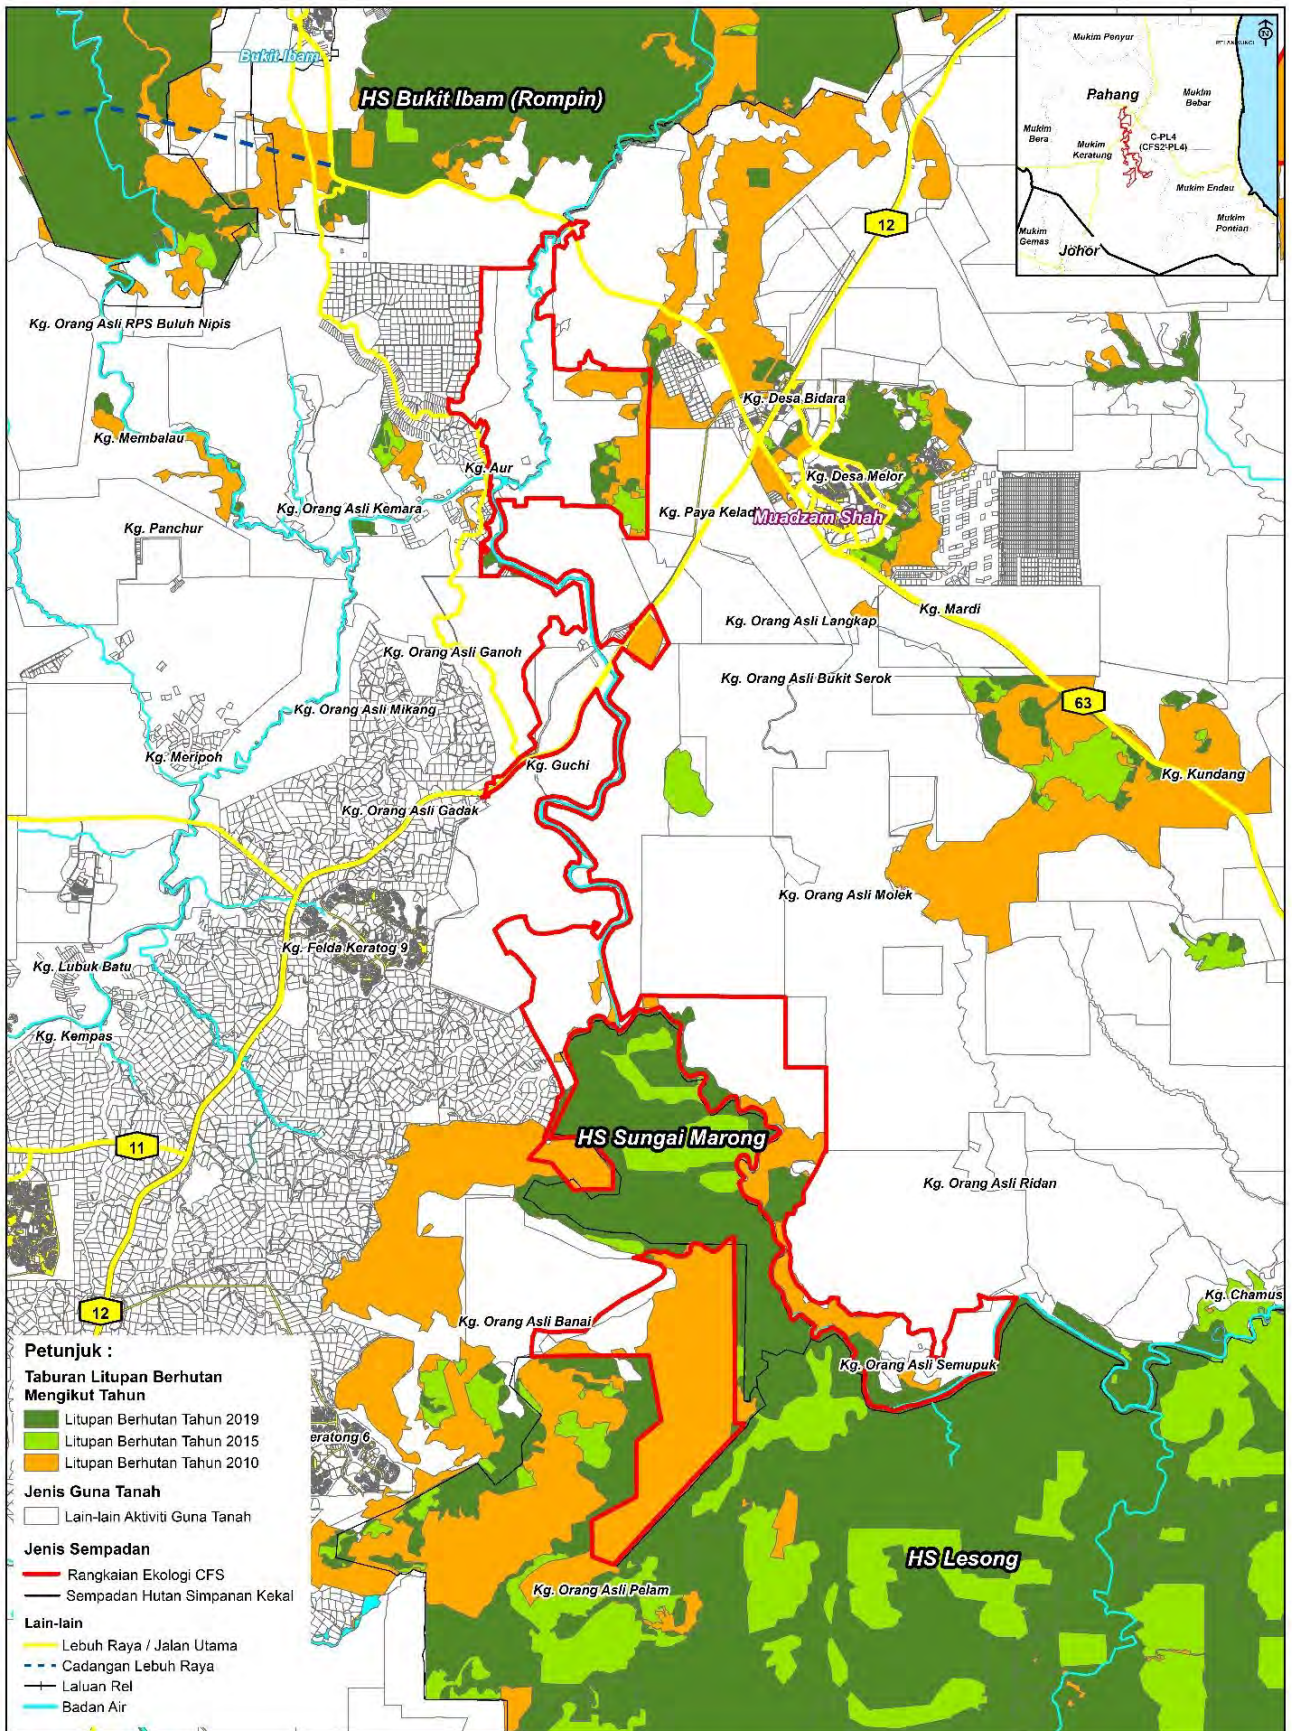 Bukit Ibam
HS Bukit Ibam (Rompin)
Mukim Penyur
N
Pahang
Mukim
Bebar
Mukim
Bera
C-PL4
(CFS2-PL4)
Mukim
Keratung
Mukim Endau
Mukim
Gemas
Mukim
Pontian
Johor
12
Kg. Orang Asli RPS Buluh Nipis
Kg. Desa Bidara
Kg. Membalau
Kg. Aur
Kg. Desa Melor
Kg. Orang Asli Kemara
Kg. Paya Kelad
Muadzam Shah
Kg. Panchur
Kg. Mardi
Kg. Orang Asli Langkap
Kg. Orang Asli Ganoh
Kg. Orang Asli Bukit Serok
63
Kg. Orang Asli Mikang
Kg. Meripoh
Kg. Guchi
Kg. Kundang
Kg. Orang Asli Gadak
Kg. Orang Asli Molek
Kg. Felda Keratog 9
Kg. Lubuk Batu
Kg. Kempas
11
HS Sungai Marong
Kg. Orang Asli Ridan
12
Kg. Chamus
Kg. Orang Asli Banai
Kg. Orang Asli Semupuk
eratong 6
HS Lesong
Kg. Orang Asli Pelam
Petunjuk :
Taburan Litupan Berhutan
Mengikut Tahun
Litupan Berhutan Tahun 2019
Litupan Berhutan Tahun 2015
Litupan Berhutan Tahun 2010
Jenis Guna Tanah
Lain-lain Aktiviti Guna Tanah
Jenis Sempadan
Rangkaian Ekologi CFS
Sempadan Hutan Simpanan Kekal
Lain-lain
Lebuh Raya / Jalan Utama
Cadangan Lebuh Raya
Laluan Rel
Badan Air